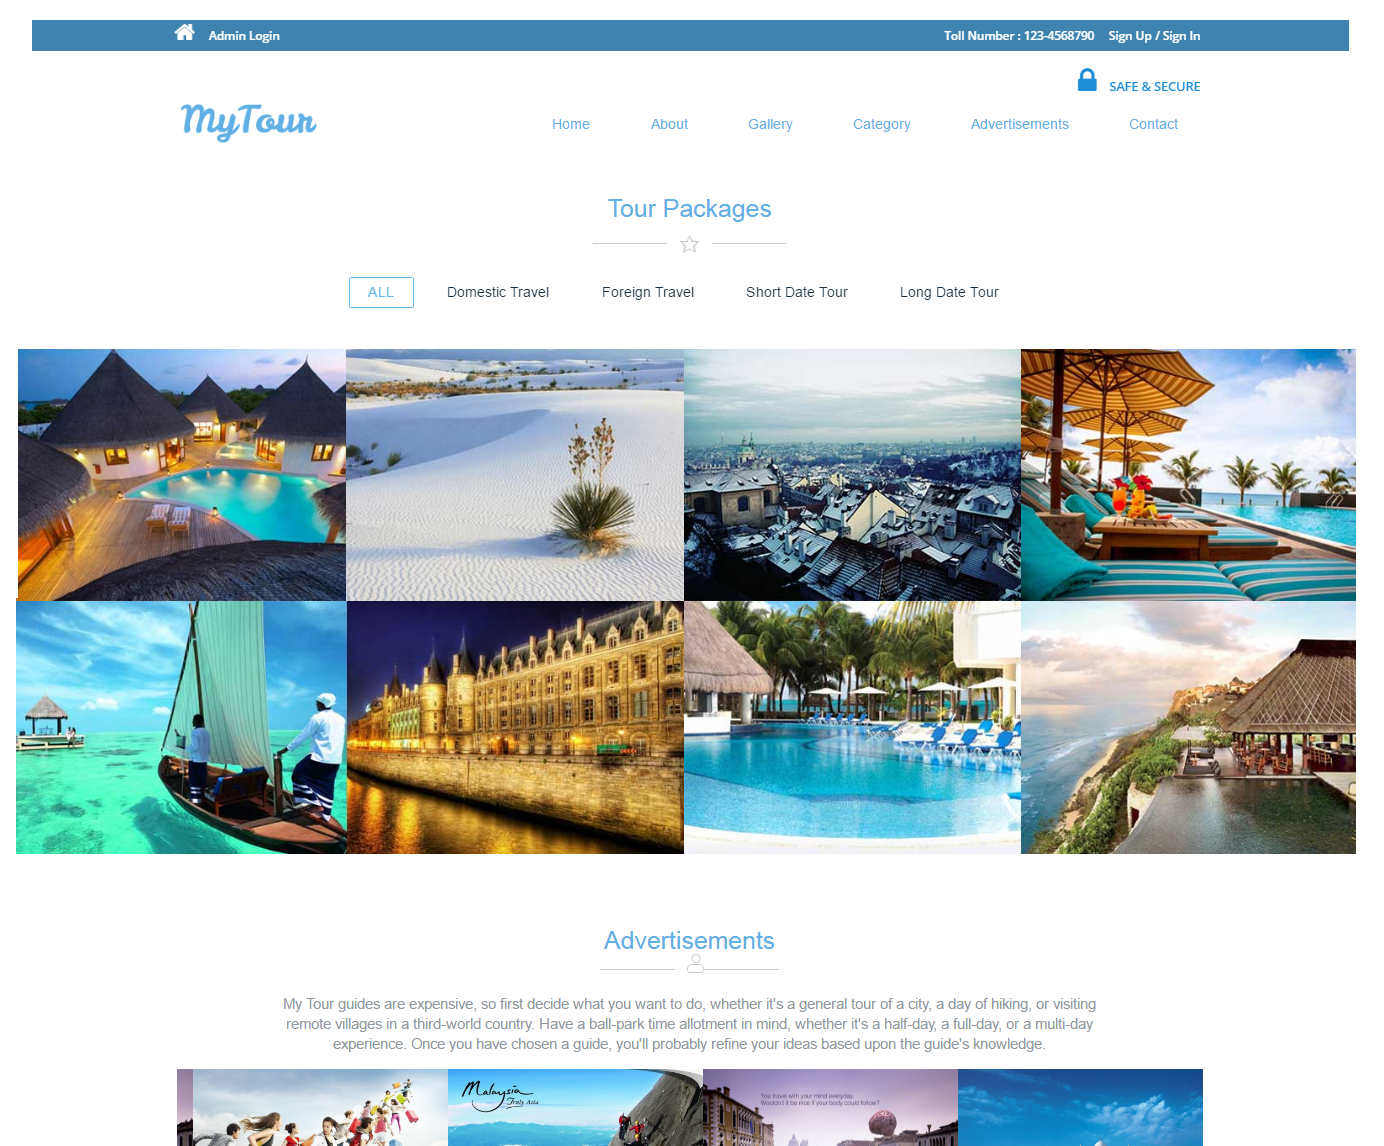 Admin Login
Toll Number : 123-4568790 Sign Up / Sign In
SAFE & SECURE
MyTour
Home About Gallery Category Advertisements Contact
Tour Packages
ALL Domestic Travel Foreign Travel Short Date Tour Long Date Tour
Advertisements
My Tour guides are expensive, so first decide what you want to do, whether it's a general tour of a city, a day of hiking, or visiting
remote villages in a third-world country. Have a ball-park time allotment in mind, whether it's a half-day, a full-day, or a multi-day
experience. Once you have chosen a guide, you'll probably refine your ideas based upon the guide's knowledge.
Malaysia
Truly Asia
You travel with your mind everyday.
Wouldn't it be nice if your body could follow?